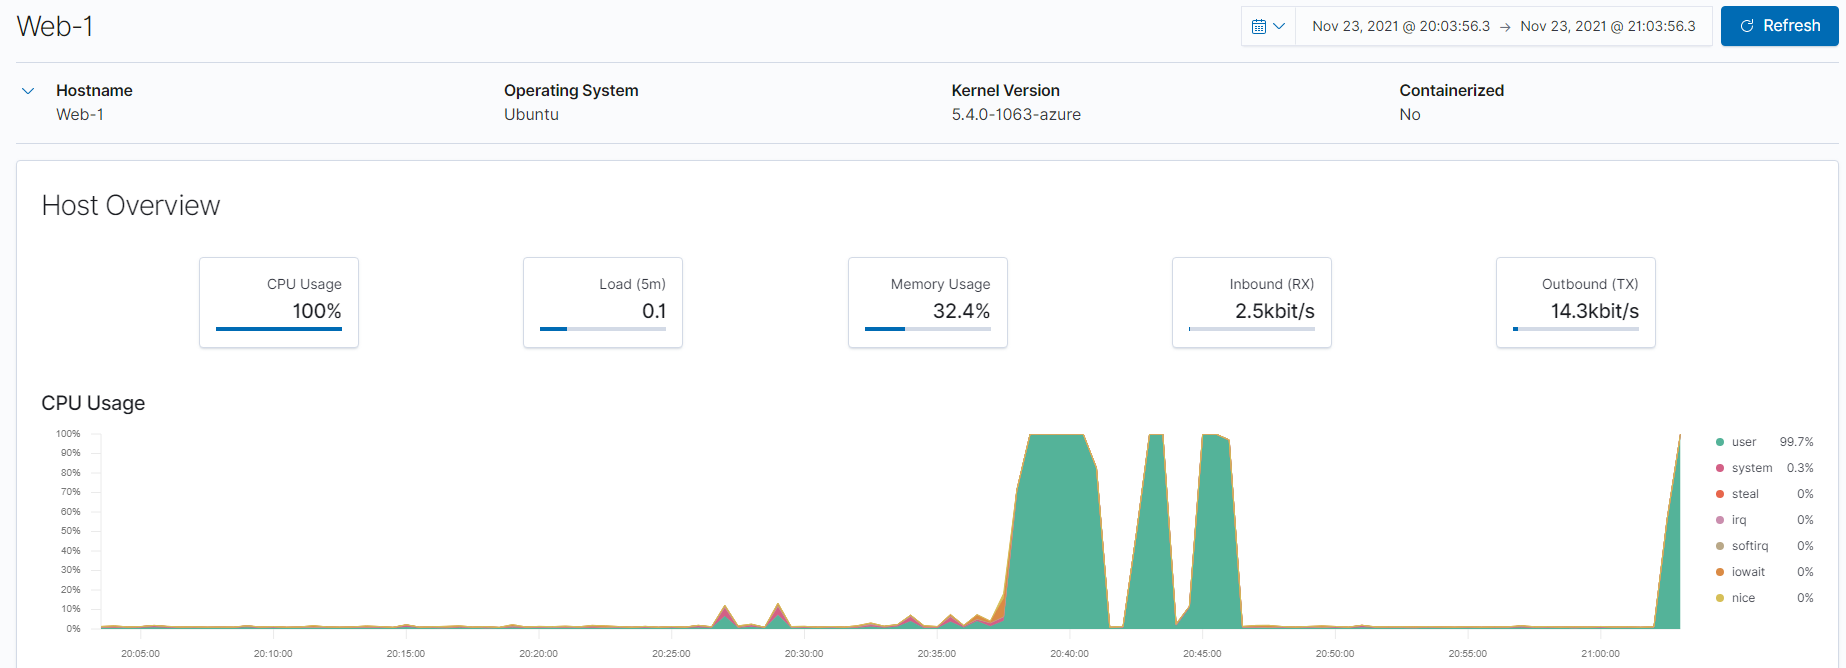 Web-1
Nov 23, 2021 @ 20:03:56.3 → Nov 23, 2021 @ 21:03:56.3 Refresh
Hostname Operating System Kernel Version Containerized
Web-1 Ubuntu 5.4.0-1063-azure No
Host Overview
CPU Usage Load (5m) Memory Usage Inbound (RX) Outbound (TX)
100% 0.1 32.4% 2.5kbit/s 14.3kbit/s
CPU Usage
100%
90%
80%
70%
60%
50%
40%
30%
20%
10%
0%
user 99.7%
system 0.3%
steal 0%
irq 0%
softirq 0%
iowait 0%
nice 0%
20:05:00 20:10:00 20:15:00 20:20:00 20:25:00 20:30:00 20:35:00 20:40:00 20:45:00 20:50:00 20:55:00 21:00:00